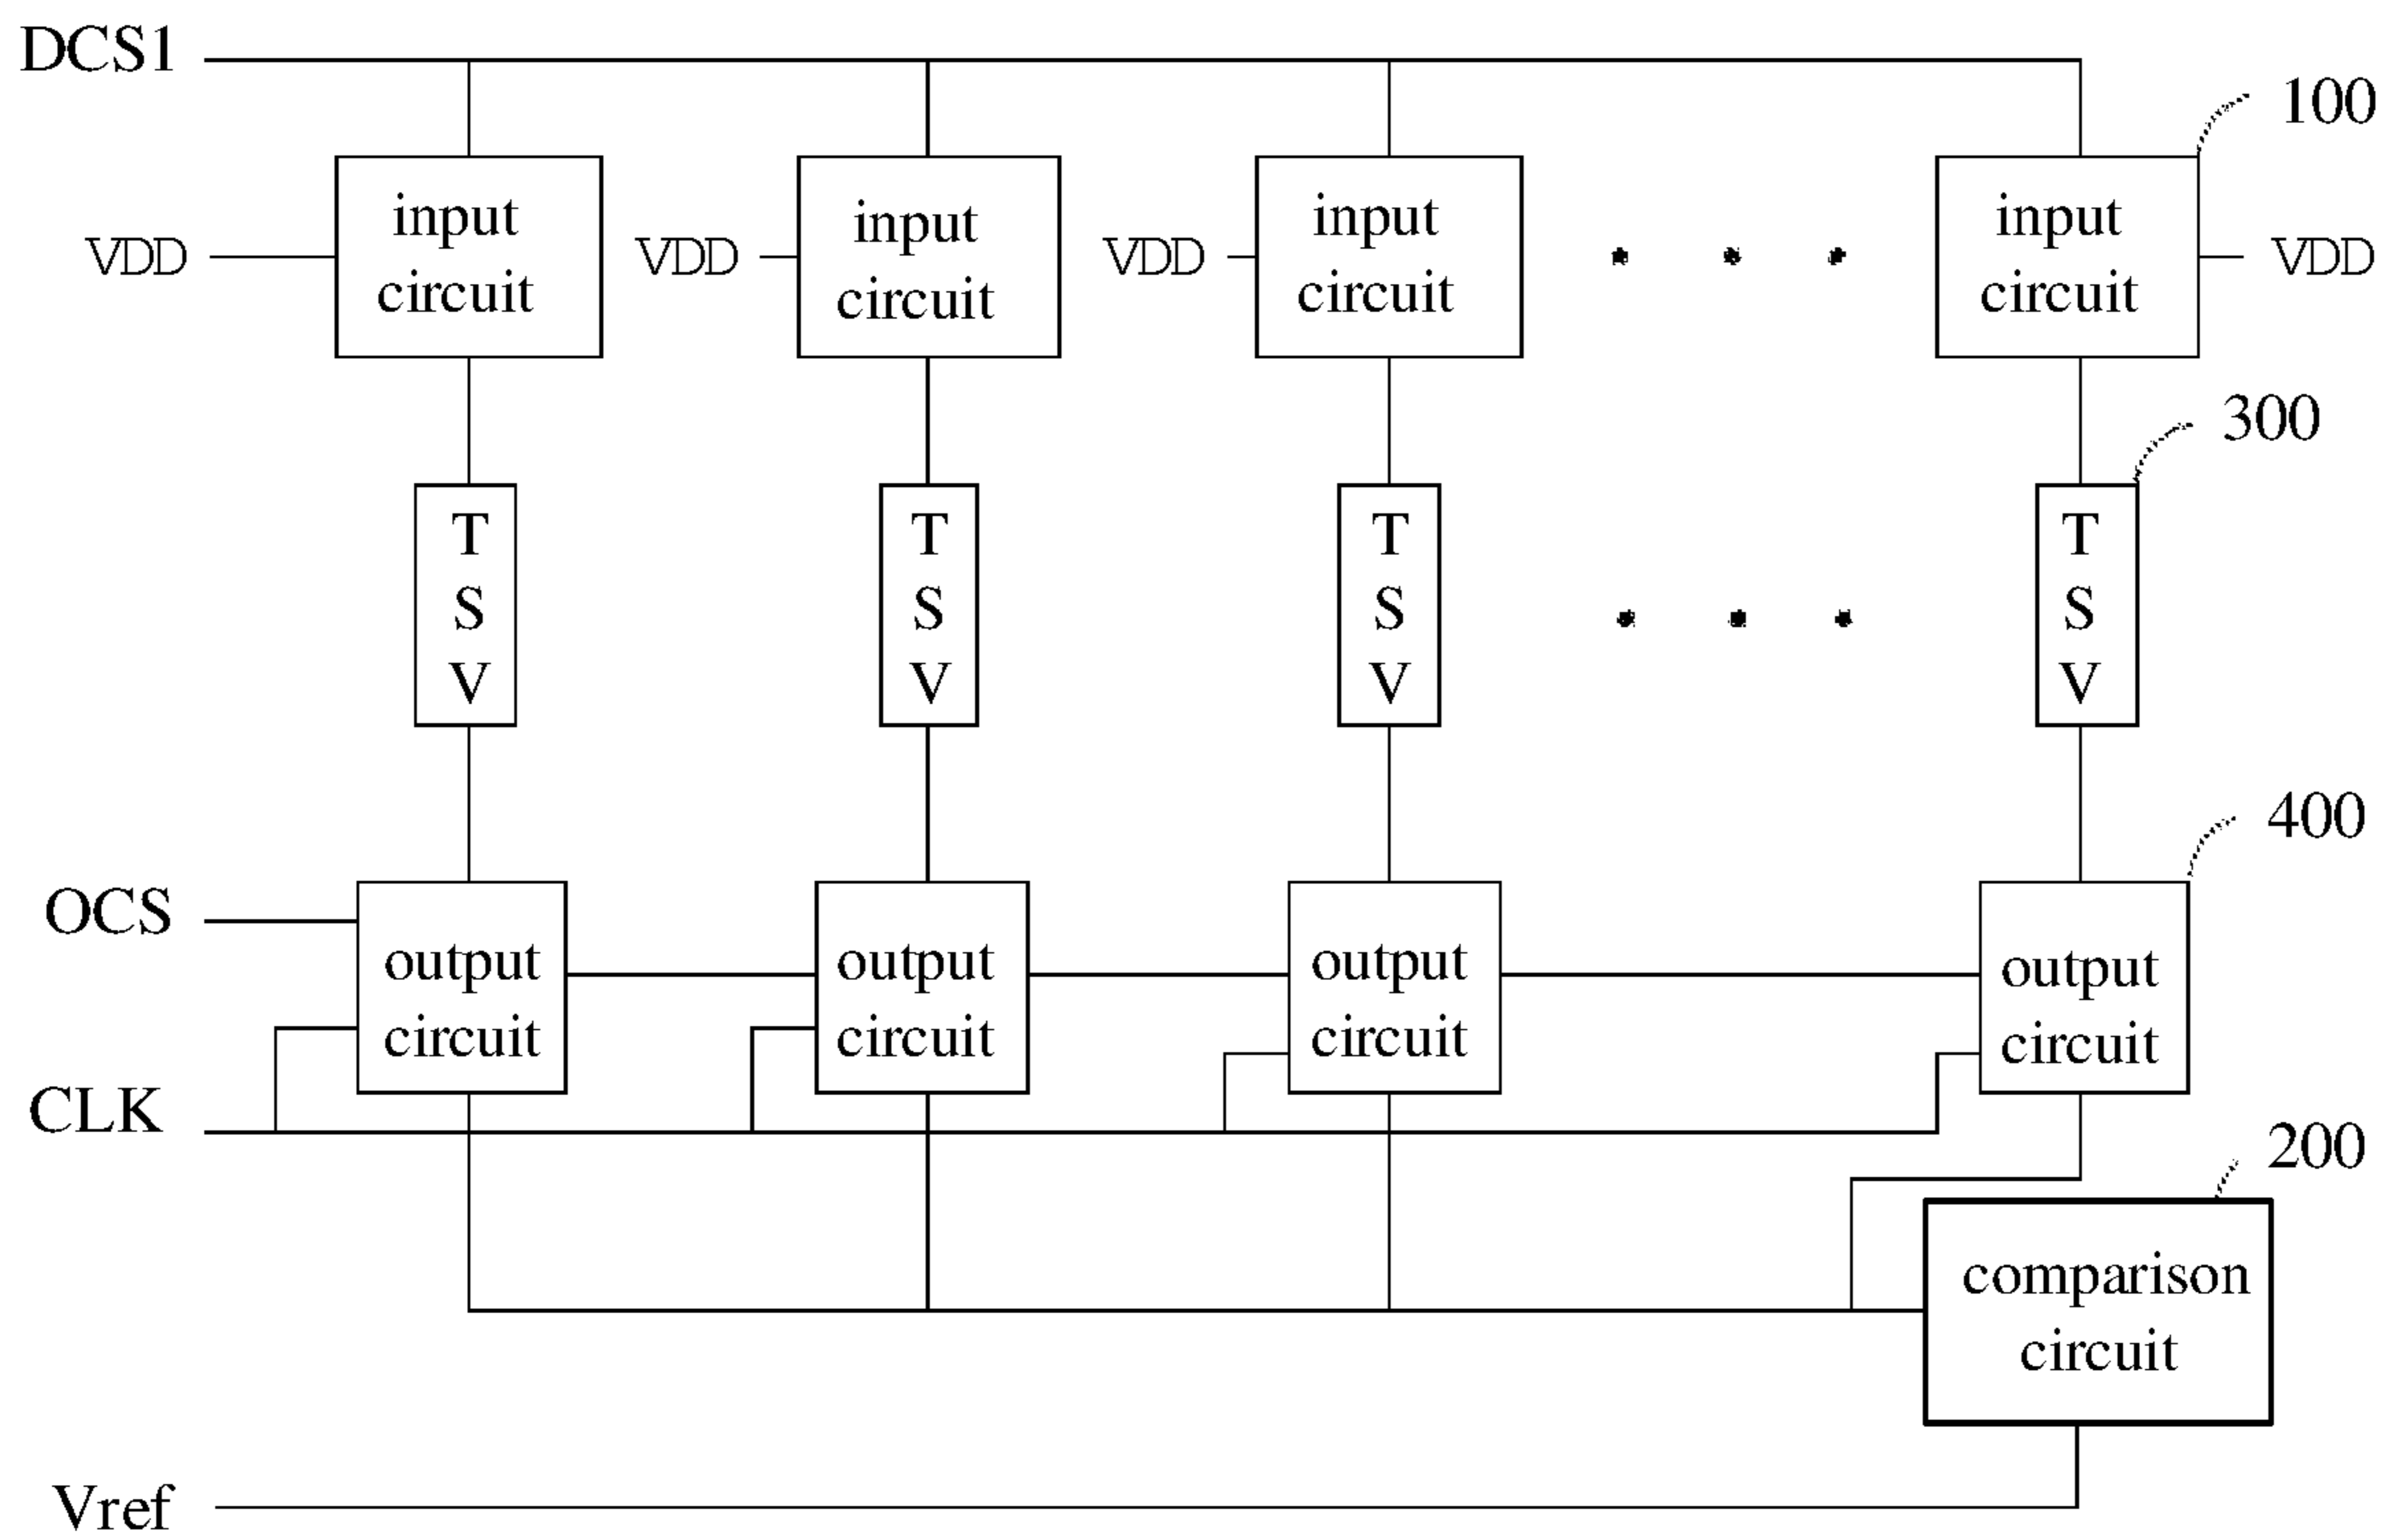 DCS1
100
input
circuit
input
circuit
input
circuit
input
circuit
VDD
VDD
VDD
VDD
300
T
S
V
T
S
V
T
S
V
T
S
V
400
OCS
output
circuit
output
circuit
output
circuit
output
circuit
CLK
200
comparison
circuit
Vref